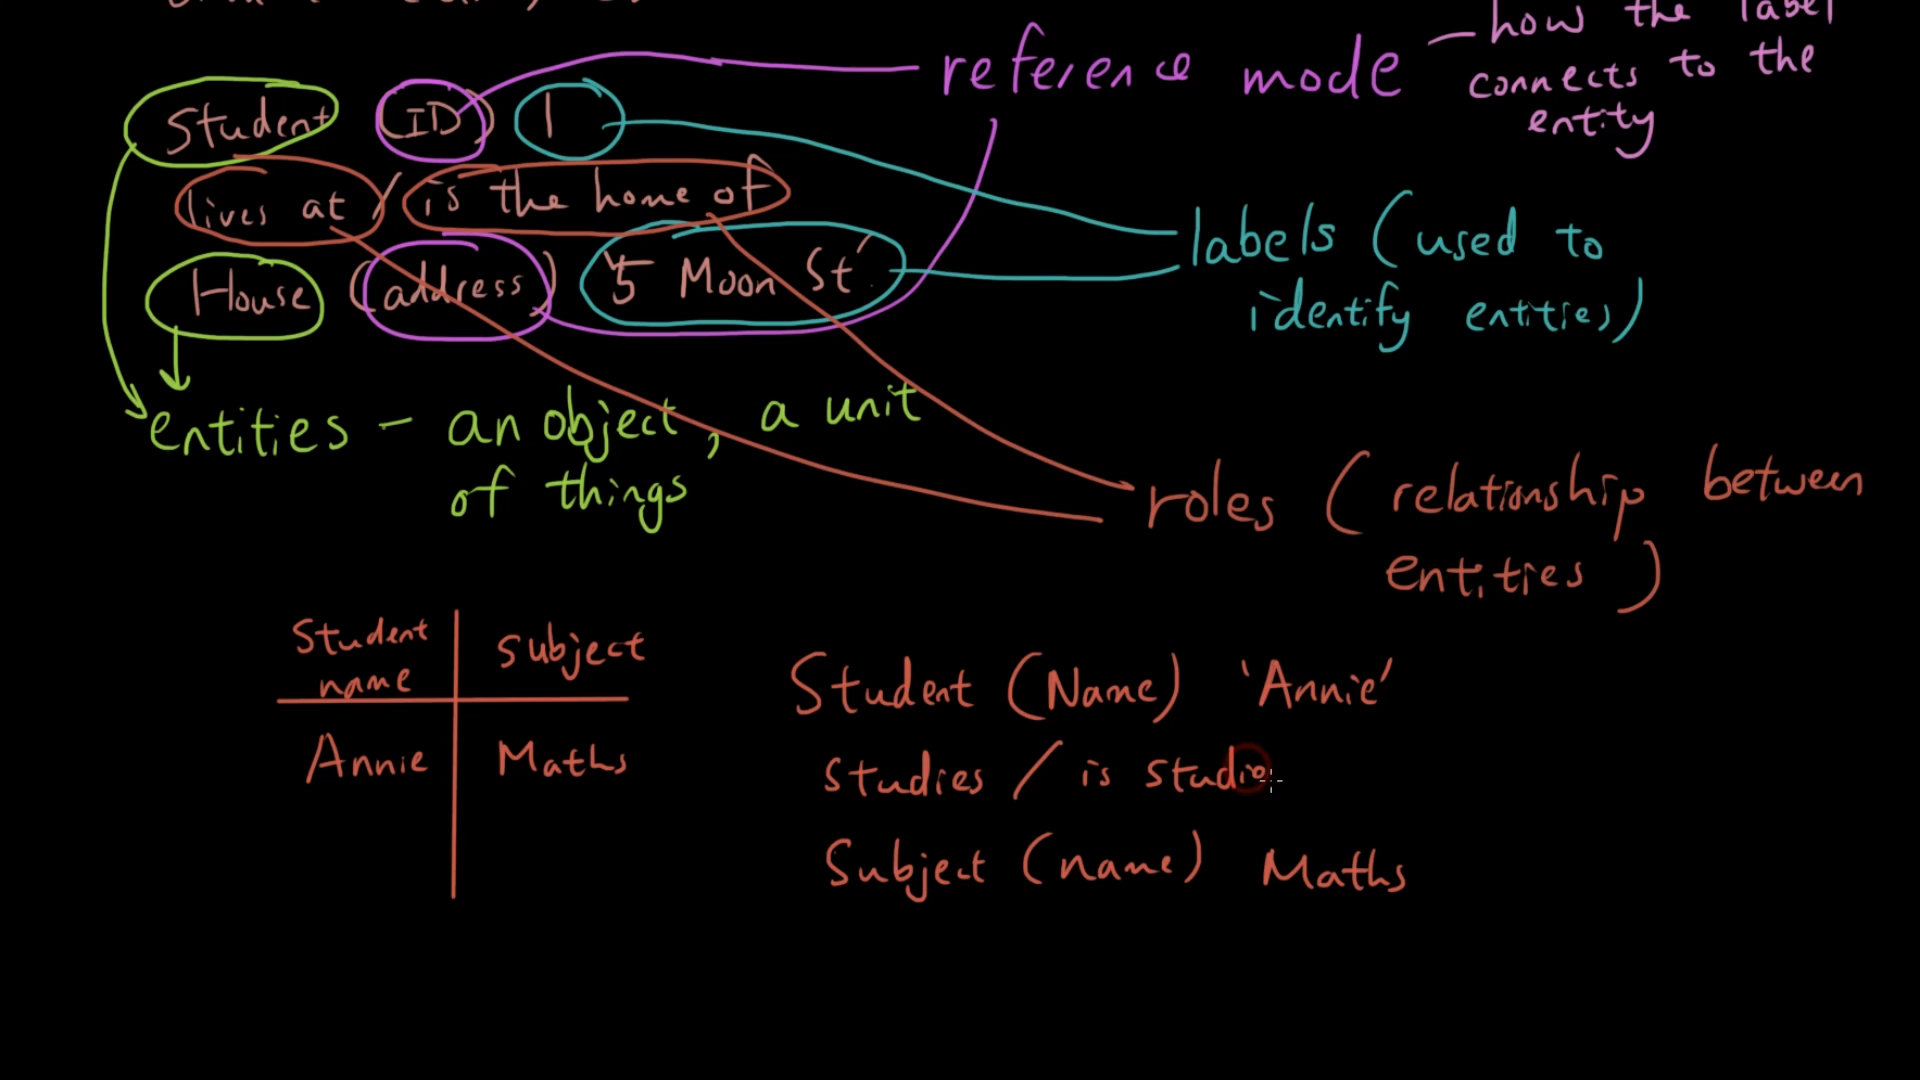 how the label
reference mode - connects to the
entity
Student (ID) 1
lives at / is the home of
House (address) '5 Moon St'
labels (used to
identify entities)
entities - an object, a unit
of things
roles (relationship between
entities)
Student name | Subject
Annie | Maths
Student (Name) 'Annie'
Studies / is studie
Subject (name) Maths